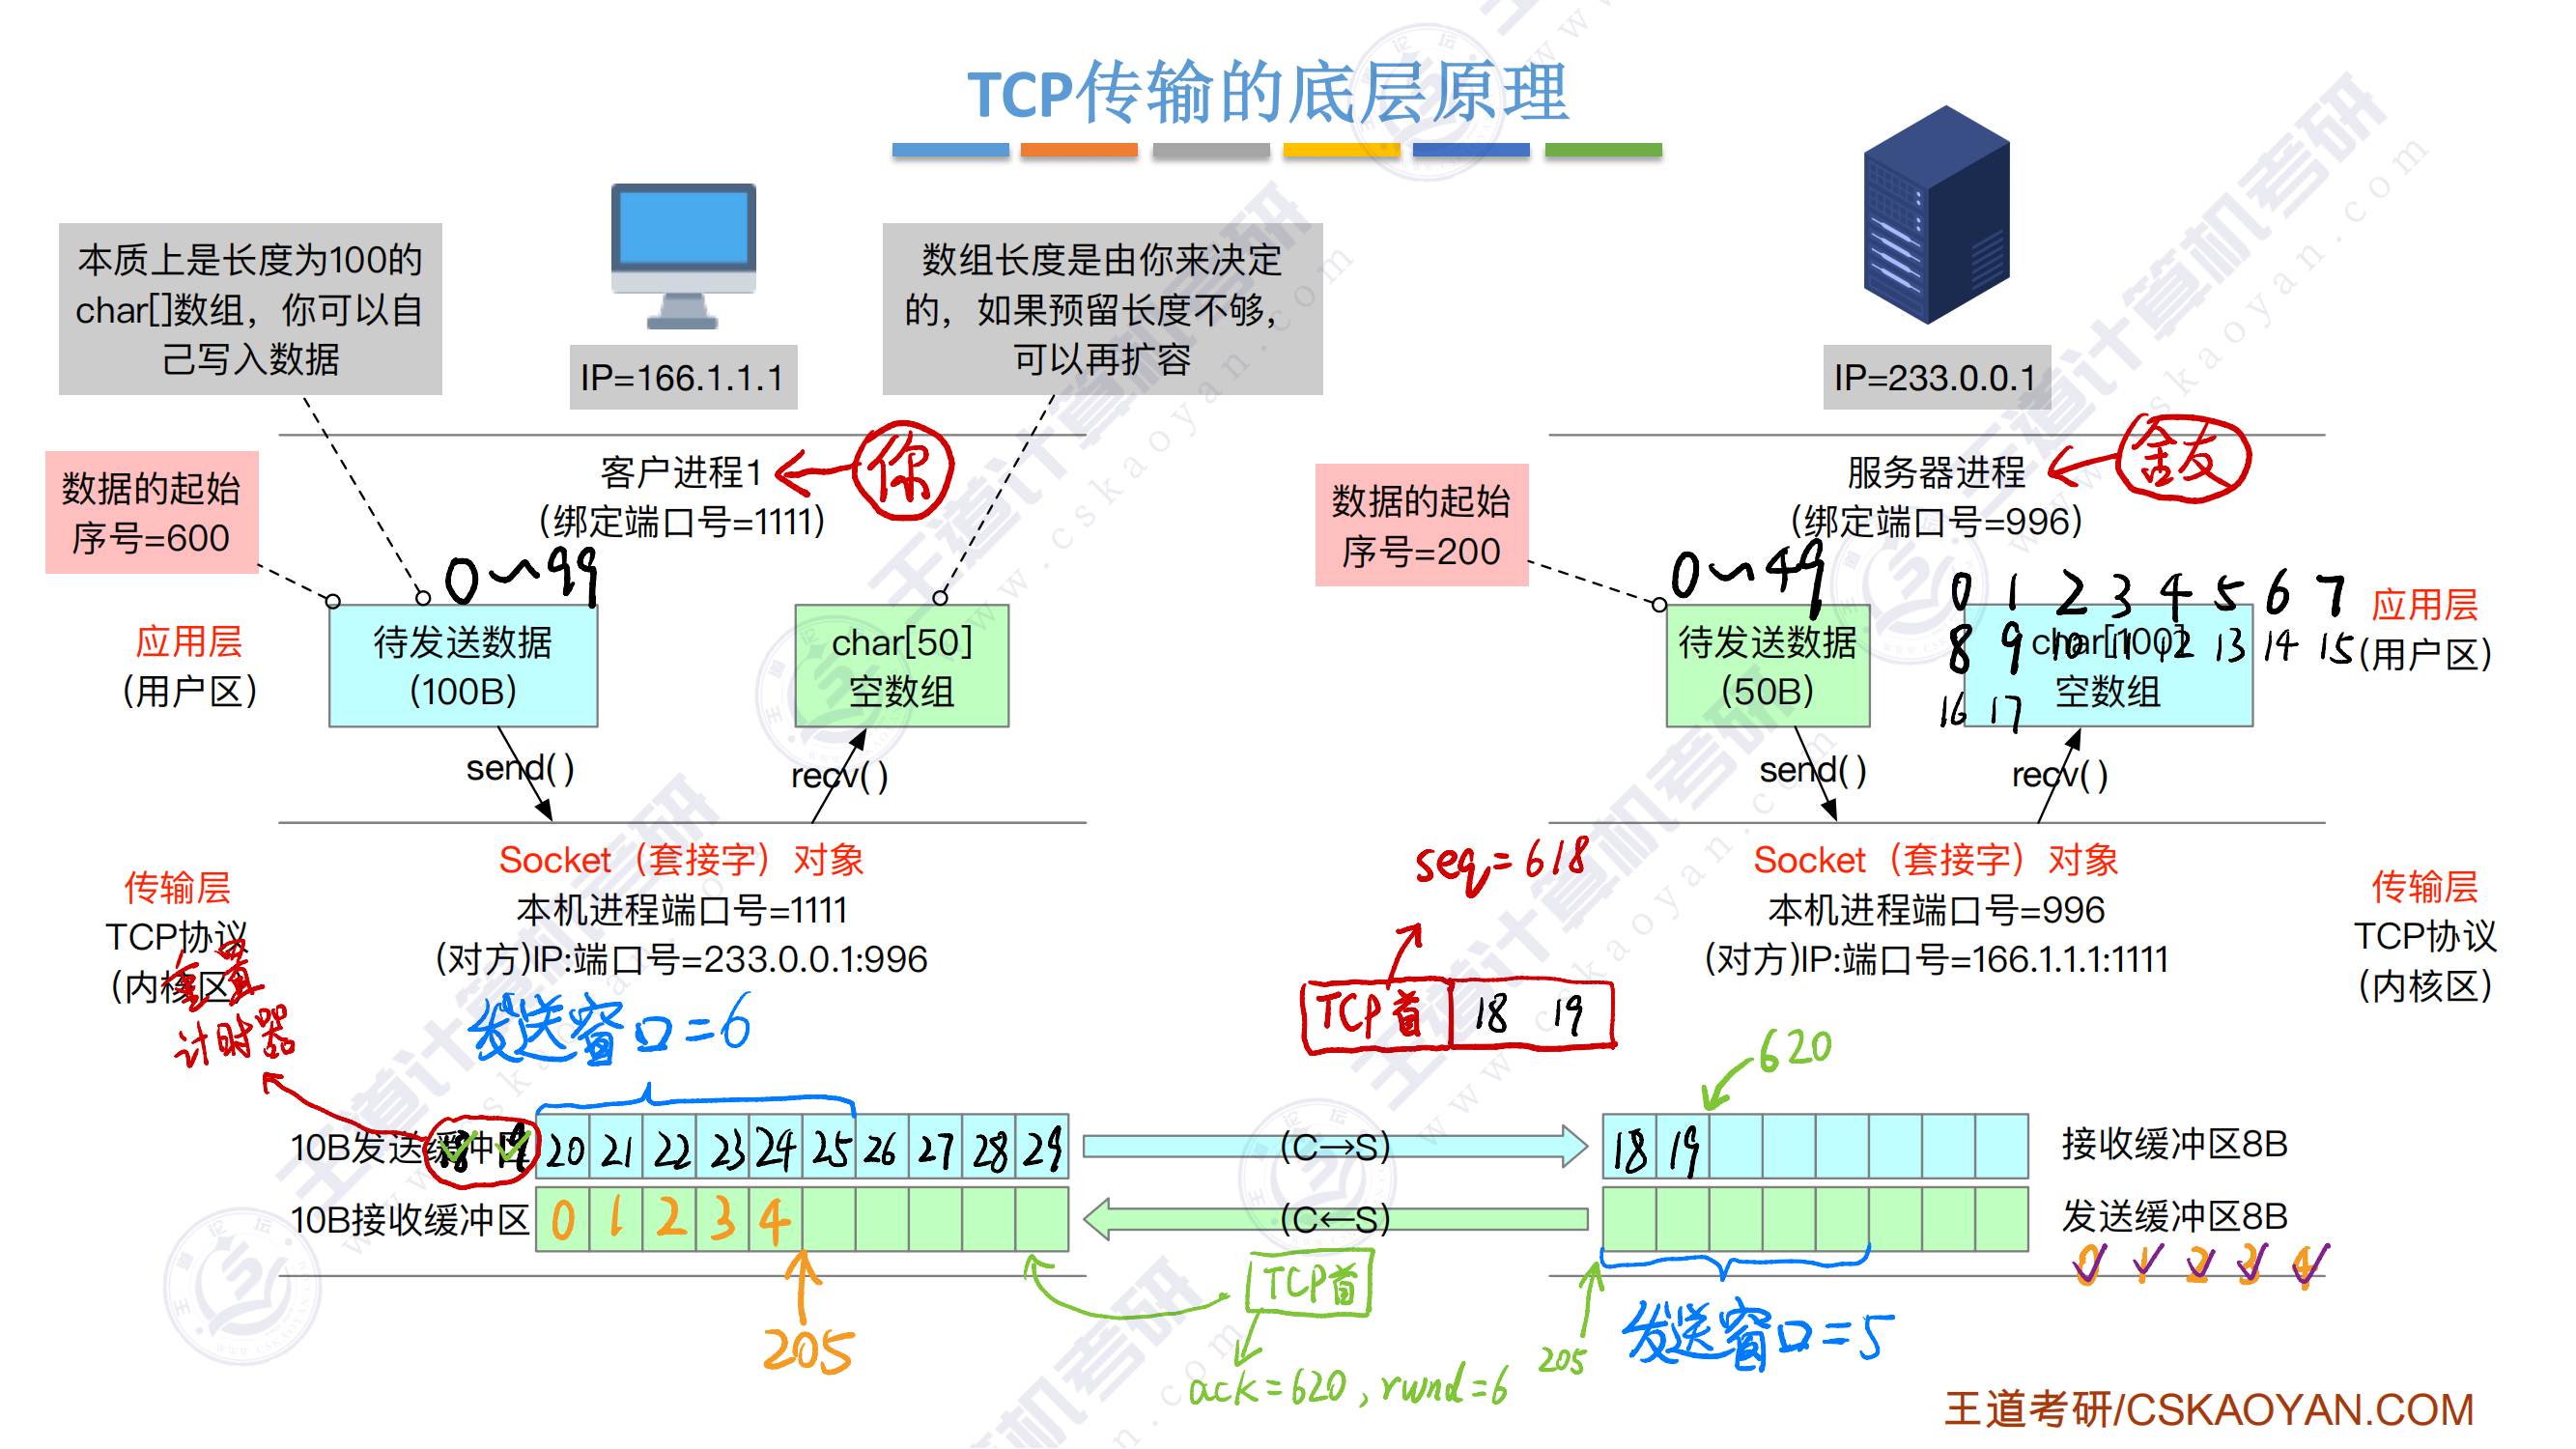 TCP传输的底层原理
本质上是长度为100的
char[]数组，你可以自
己写入数据
IP=166.1.1.1
数组长度是由你来决定
的，如果预留长度不够，
可以再扩容
IP=233.0.0.1
数据的起始
序号=600
客户进程1
(绑定端口号=1111)
你
数据的起始
序号=200
服务器进程
(绑定端口号=996)
舍友
0~99
0~49
0 1 2 3 4 5 6 7
8 9 10 11 12 13 14 15
16 17
应用层
(用户区)
待发送数据
(100B)
char[50]
空数组
待发送数据
(50B)
char[100]
空数组
应用层
(用户区)
send()
recv()
send()
recv()
传输层
TCP协议
(内核区)
Socket（套接字）对象
本机进程端口号=1111
(对方)IP:端口号=233.0.0.1:996
seq=618
Socket（套接字）对象
本机进程端口号=996
(对方)IP:端口号=166.1.1.1:1111
传输层
TCP协议
(内核区)
重置
计时器
发送窗口=6
TCP首 18 19
620
10B发送缓冲区
18 19
20 21 22 23 24 25 26 27 28 29
(C→S)
18 19
接收缓冲区8B
10B接收缓冲区
0 1 2 3 4
(C←S)
发送缓冲区8B
0 1 2 3 4
205
TCP首
ack=620, rwnd=6
205
发送窗口=5
王道考研/CSKAOYAN.COM
王道计算机考研
www.cskaoyan.com